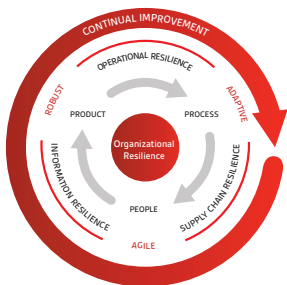 CONTINUAL IMPROVEMENT
OPERATIONAL RESILIENCE
ROBUST
ADAPTIVE
PRODUCT
PROCESS
Organizational
Resilience
INFORMATION RESILIENCE
SUPPLY CHAIN RESILIENCE
PEOPLE
AGILE